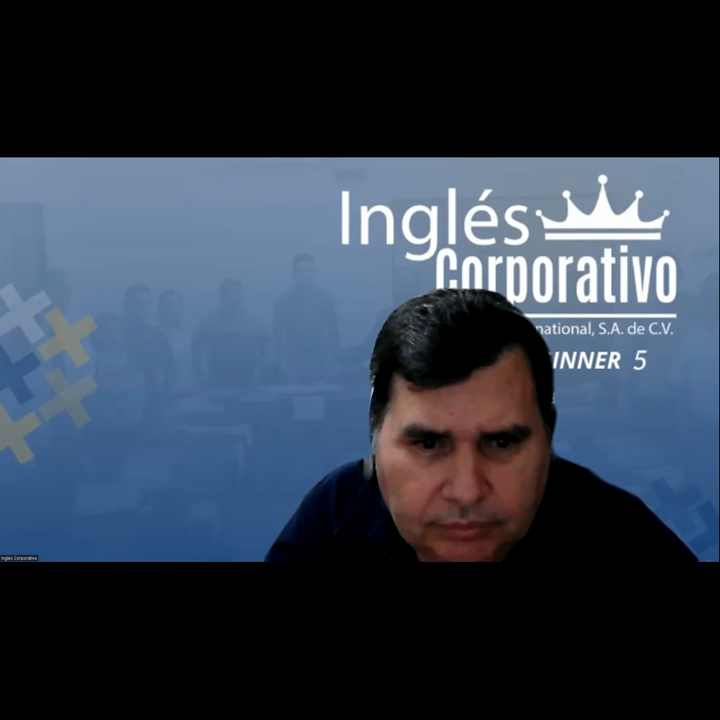 Inglés
Corporativo
national, S.A. de C.V.
INNER 5
Inglés Corporativo